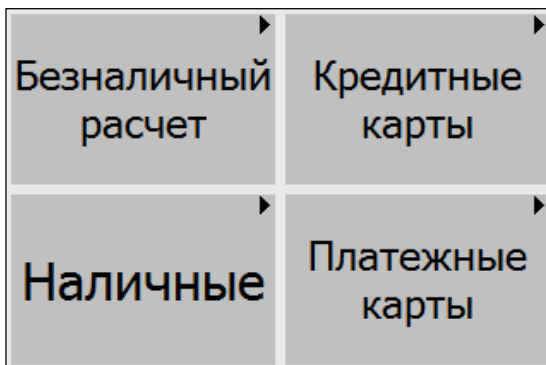 Безналичный
расчет
Кредитные
карты
Наличные
Платежные
карты